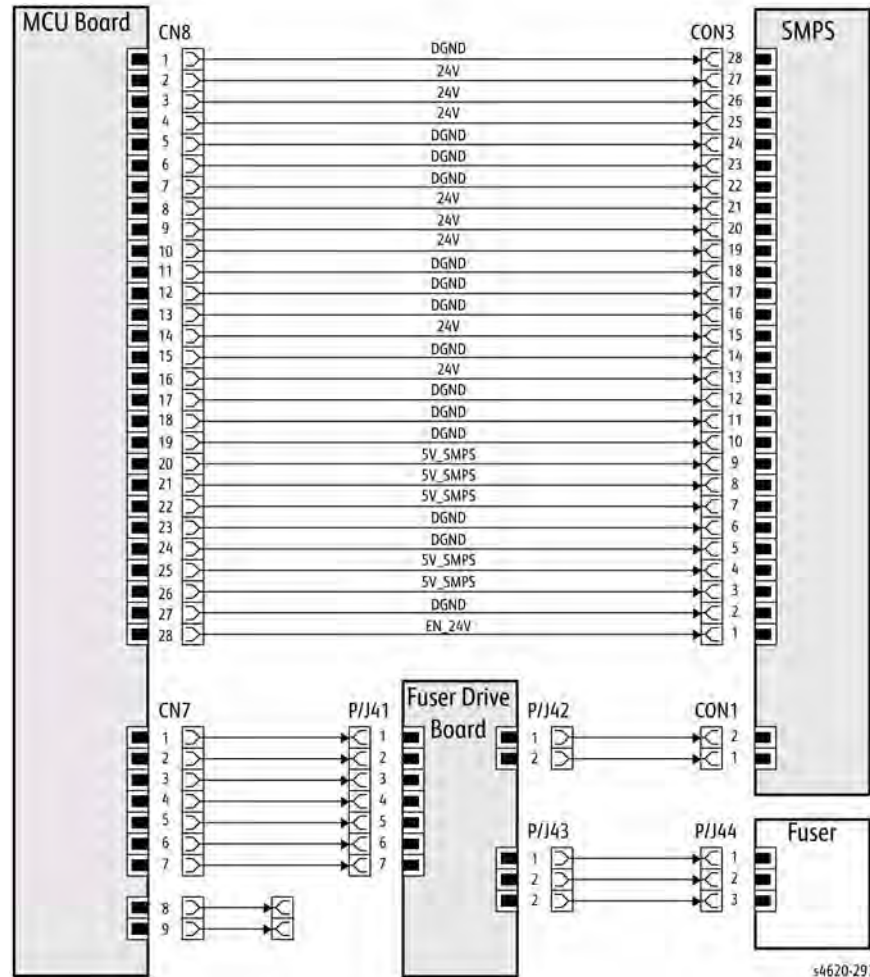 MCU Board CN8 CON3 SMPS
1 DGND 28
2 24V 27
3 24V 26
4 24V 25
5 DGND 24
6 DGND 23
7 DGND 22
8 24V 21
9 24V 20
10 24V 19
11 DGND 18
12 DGND 17
13 DGND 16
14 24V 15
15 DGND 14
16 24V 13
17 DGND 12
18 DGND 11
19 DGND 10
20 5V_SMPS 9
21 5V_SMPS 8
22 5V_SMPS 7
23 DGND 6
24 DGND 5
25 5V_SMPS 4
26 5V_SMPS 3
27 DGND 2
28 EN_24V 1
CN7 P/J41 Fuser Drive P/J42 CON1
Board
1 1 1 2
2 2 2 1
3 3
4 4
5 5
6 6
7 7
P/J43 P/J44 Fuser
1 1
2 2
2 3
8
9